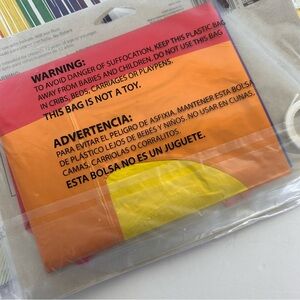 WARNING:
TO AVOID DANGER OF SUFFOCATION, KEEP THIS PLASTIC BAG
AWAY FROM BABIES AND CHILDREN. DO NOT USE THIS BAG
IN CRIBS, BEDS, CARRIAGES OR PLAYPENS.
THIS BAG IS NOT A TOY.
ADVERTENCIA:
PARA EVITAR EL PELIGRO DE ASFIXIA, MANTENER ESTA BOLSA
DE PLÁSTICO LEJOS DE BEBÉS Y NIÑOS. NO USAR EN CUNAS,
CAMAS, CARRIOLAS O CORRALITOS.
ESTA BOLSA NO ES UN JUGUETE.